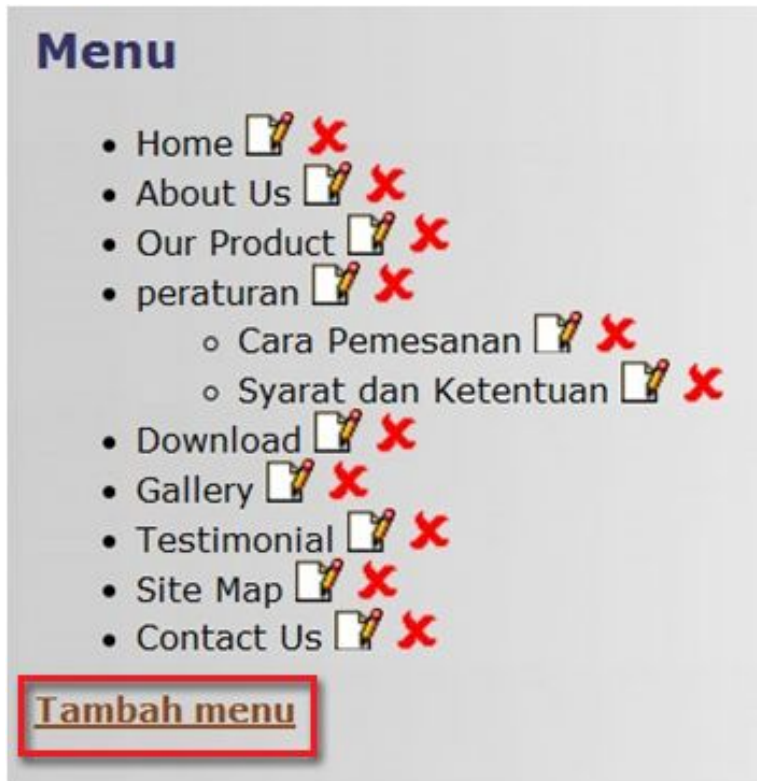 Menu
Home
About Us
Our Product
peraturan
Cara Pemesanan
Syarat dan Ketentuan
Download
Gallery
Testimonial
Site Map
Contact Us
Tambah menu